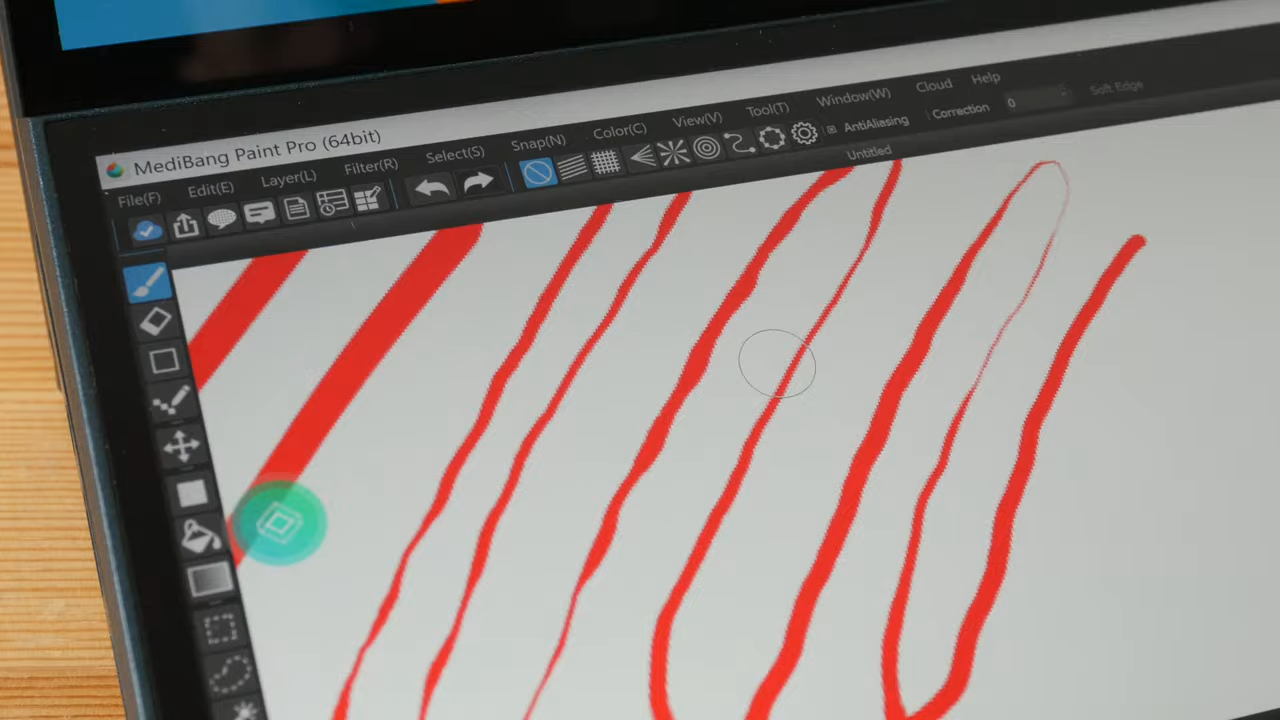 MediBang Paint Pro (64bit)
File(F) Edit(E) Layer(L) Filter(R) Select(S) Snap(N) Color(C) View(V) Tool(T) Window(W) Cloud Help
AntiAliasing Correction 0 Soft Edge
Untitled